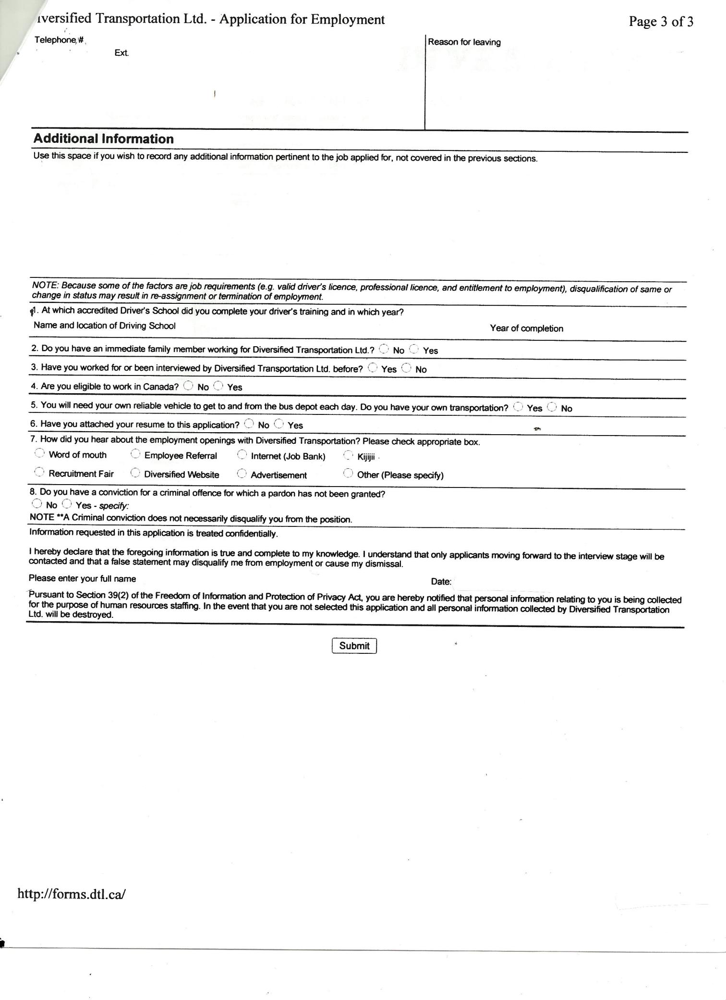 iversified Transportation Ltd. - Application for Employment Page 3 of 3
Telephone # Reason for leaving
Ext.
Additional Information
Use this space if you wish to record any additional information pertinent to the job applied for, not covered in the previous sections.
NOTE: Because some of the factors are job requirements (e.g. valid driver's licence, professional licence, and entitlement to employment), disqualification of same or
change in status may result in re-assignment or termination of employment.
1. At which accredited Driver's School did you complete your driver's training and in which year?
Name and location of Driving School Year of completion
2. Do you have an immediate family member working for Diversified Transportation Ltd.? No Yes
3. Have you worked for or been interviewed by Diversified Transportation Ltd. before? Yes No
4. Are you eligible to work in Canada? No Yes
5. You will need your own reliable vehicle to get to and from the bus depot each day. Do you have your own transportation? Yes No
6. Have you attached your resume to this application? No Yes
7. How did you hear about the employment openings with Diversified Transportation? Please check appropriate box.
Word of mouth Employee Referral Internet (Job Bank) Kijijii
Recruitment Fair Diversified Website Advertisement Other (Please specify)
8. Do you have a conviction for a criminal offence for which a pardon has not been granted?
No Yes - specify:
NOTE **A Criminal conviction does not necessarily disqualify you from the position.
Information requested in this application is treated confidentially.
I hereby declare that the foregoing information is true and complete to my knowledge. I understand that only applicants moving forward to the interview stage will be
contacted and that a false statement may disqualify me from employment or cause my dismissal.
Please enter your full name Date:
Pursuant to Section 39(2) of the Freedom of Information and Protection of Privacy Act, you are hereby notified that personal information relating to you is being collected
for the purpose of human resources staffing. In the event that you are not selected this application and all personal information collected by Diversified Transportation
Ltd. will be destroyed.
Submit
http://forms.dtl.ca/